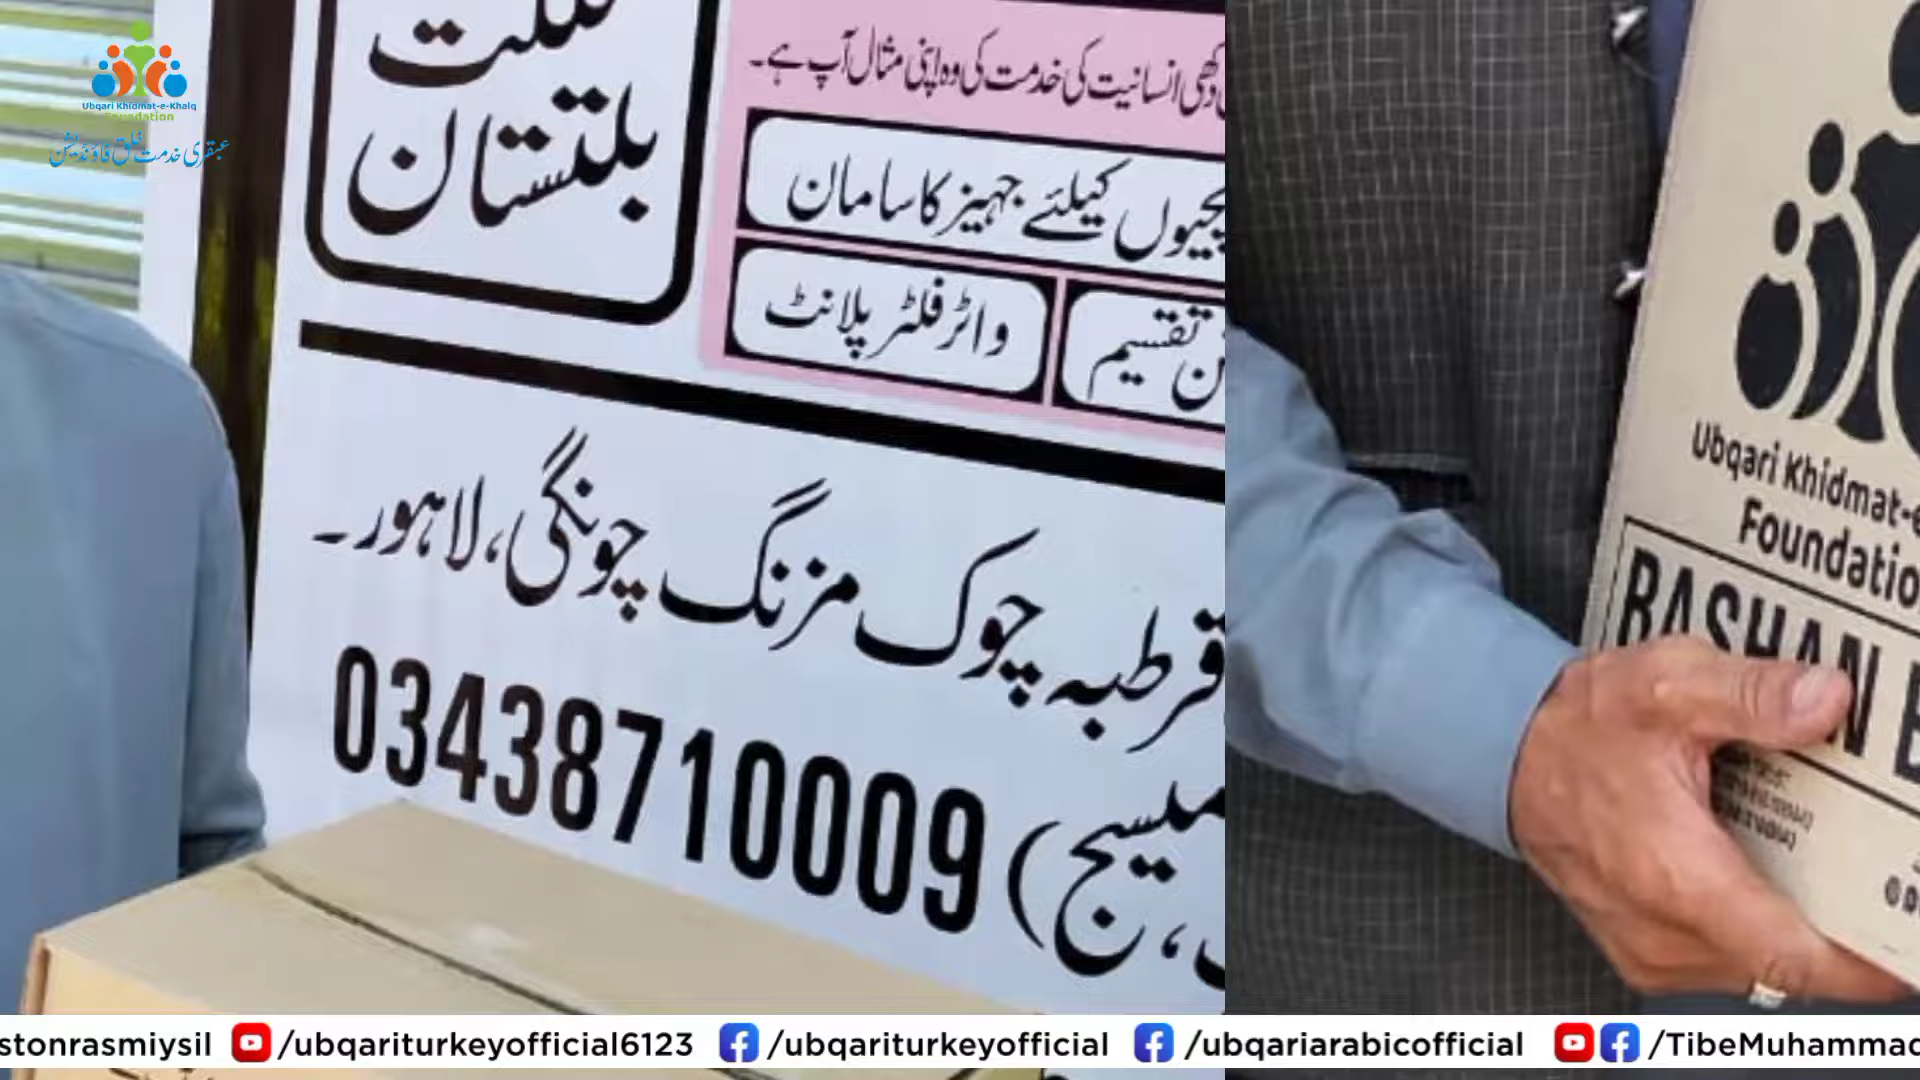 Ubqari Khidmat-e-Khalq
Foundation
عبقری خدمت خلق فاؤنڈیشن
گلگت
بلتستان
دکھی انسانیت کی خدمت کی وہ اپنی مثال آپ ہے۔
بچیوں کیلئے جہیز کا سامان
واٹر فلٹر پلانٹ
تقسیم
قرطبہ چوک مزنگ چونگی، لاہور۔
03438710009
میسج)
Ubqari Khidmat-e
Foundatio
RASHAN B
stonrasmiysil
/ubqariturkeyofficial6123
/ubqariturkeyofficial
/ubqariarabicofficial
/TibeMuhammad